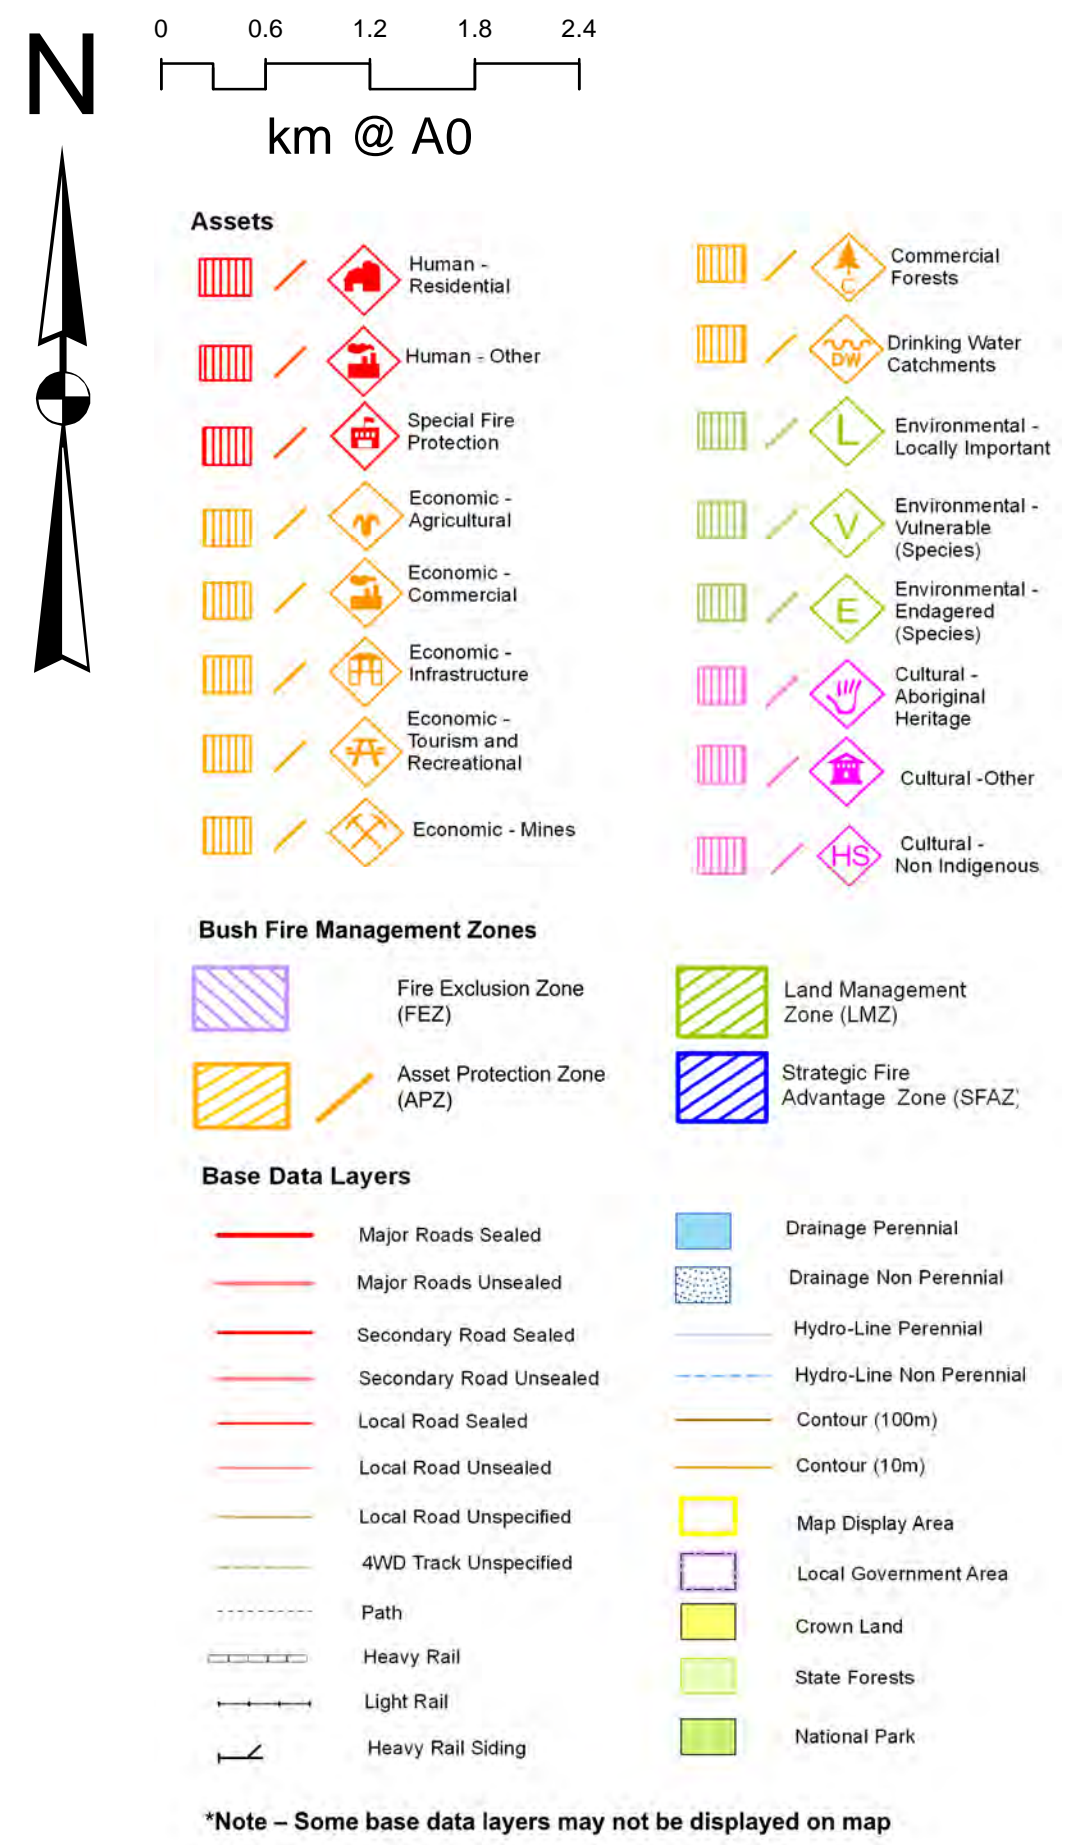 N
0 0.6 1.2 1.8 2.4
km @ A0
Assets
Human -
Residential
Human - Other
Special Fire
Protection
Economic -
Agricultural
Economic -
Commercial
Economic -
Infrastructure
Economic -
Tourism and
Recreational
Economic - Mines
C
Commercial
Forests
DW
Drinking Water
Catchments
L
Environmental -
Locally Important
V
Environmental -
Vulnerable
(Species)
E
Environmental -
Endagered
(Species)
Cultural -
Aboriginal
Heritage
Cultural -Other
HS
Cultural -
Non Indigenous
Bush Fire Management Zones
Fire Exclusion Zone
(FEZ)
Asset Protection Zone
(APZ)
Land Management
Zone (LMZ)
Strategic Fire
Advantage Zone (SFAZ)
Base Data Layers
Major Roads Sealed
Major Roads Unsealed
Secondary Road Sealed
Secondary Road Unsealed
Local Road Sealed
Local Road Unsealed
Local Road Unspecified
4WD Track Unspecified
Path
Heavy Rail
Light Rail
Heavy Rail Siding
Drainage Perennial
Drainage Non Perennial
Hydro-Line Perennial
Hydro-Line Non Perennial
Contour (100m)
Contour (10m)
Map Display Area
Local Government Area
Crown Land
State Forests
National Park
*Note – Some base data layers may not be displayed on map